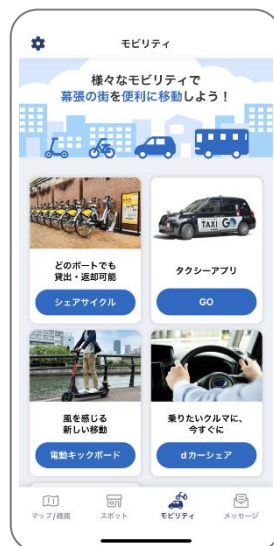 モビリティ
様々なモビリティで
幕張の街を便利に移動しよう！
TAXI GO
どのポートでも
貸出・返却可能
タクシーアプリ
シェアサイクル
GO
風を感じる
新しい移動
乗りたいクルマに、
今すぐに
電動キックボード
dカーシェア
マップ/経路
スポット
モビリティ
メッセージ